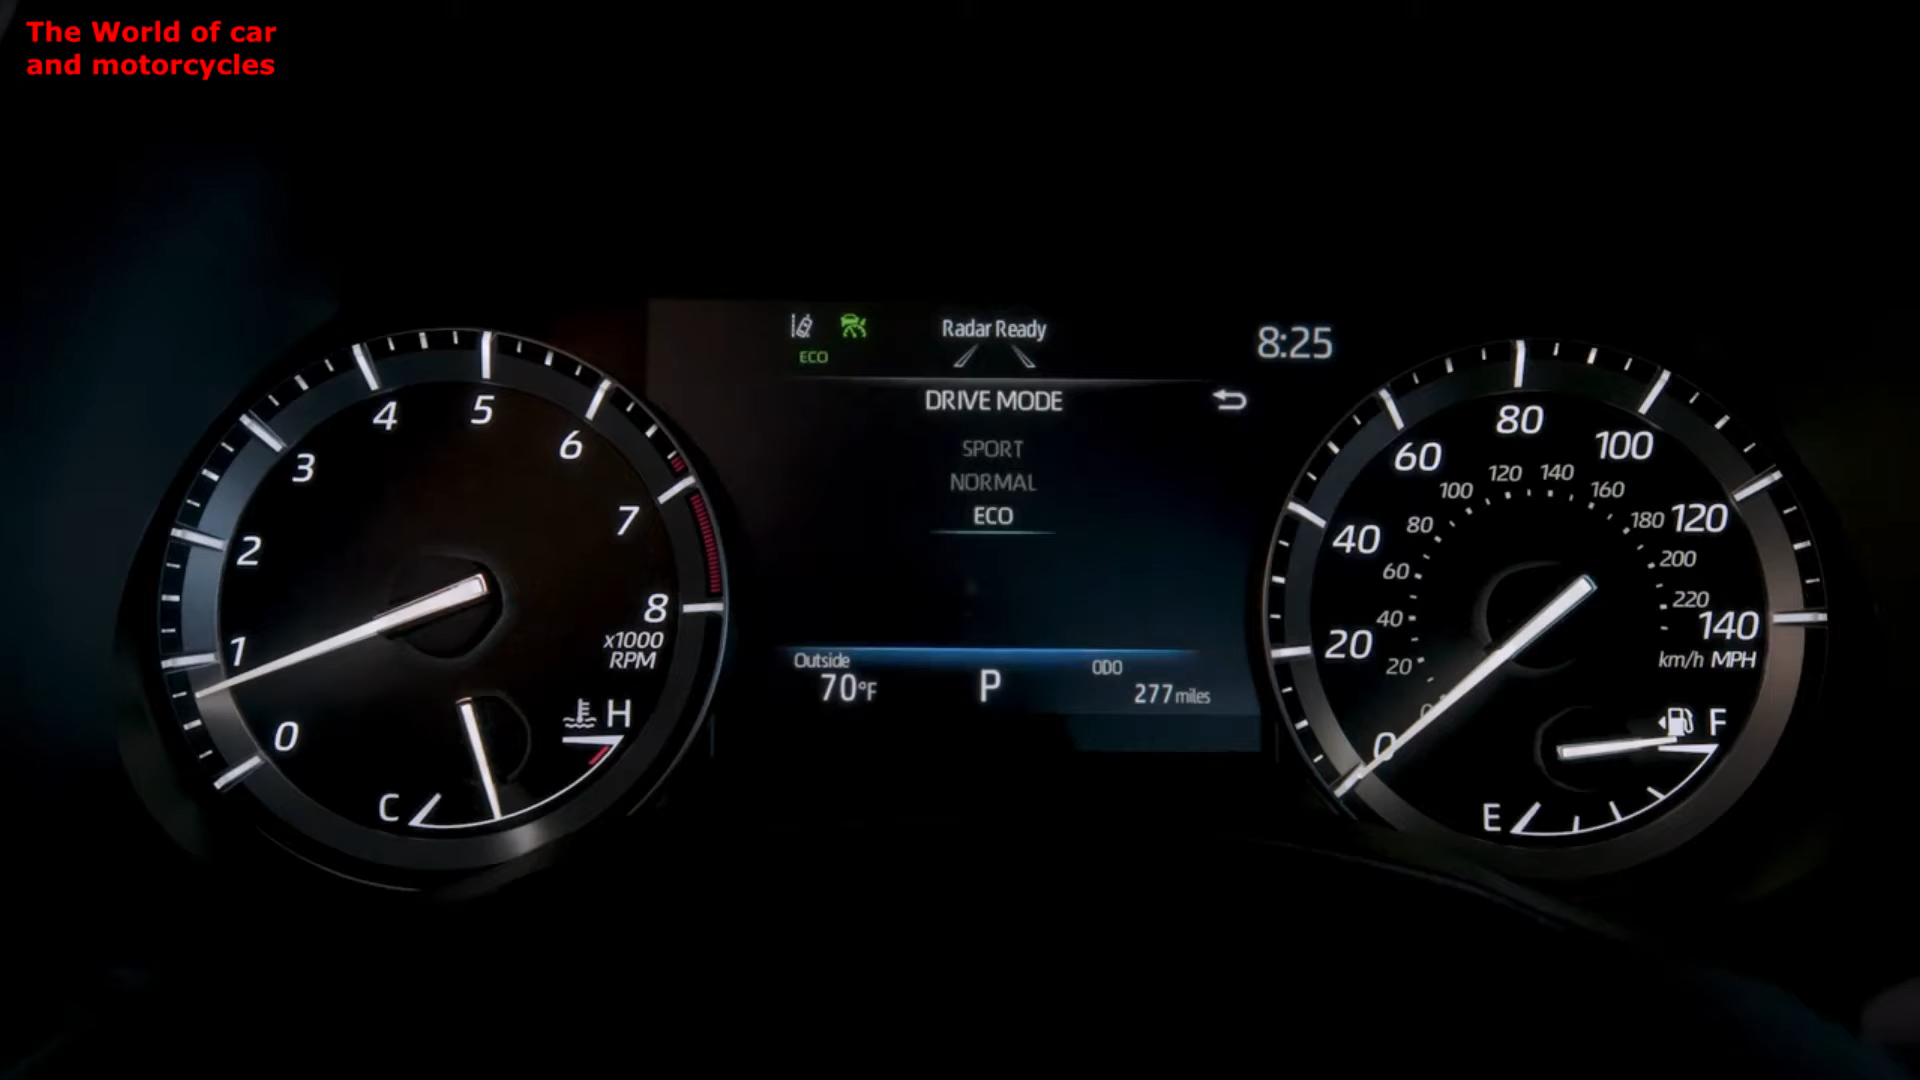 The World of car
and motorcycles
Radar Ready
8:25
ECO
DRIVE MODE
SPORT
NORMAL
ECO
Outside
70°F
P
ODO
277 miles
0
1
2
3
4
5
6
7
8
x1000
RPM
C
H
0
20
40
60
80
100
120
140
0
20
40
60
80
100
120
140
160
180
200
220
km/h MPH
E
F